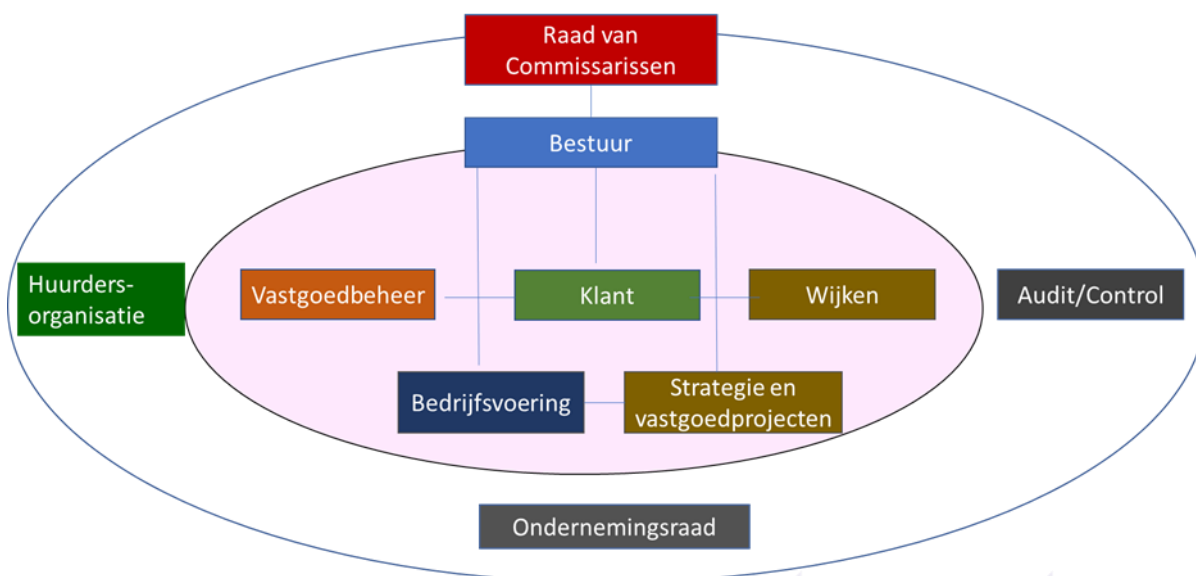 Raad van
Commissarissen
Bestuur
Huurders-
organisatie
Vastgoedbeheer
Klant
Wijken
Audit/Control
Bedrijfsvoering
Strategie en
vastgoedprojecten
Ondernemingsraad